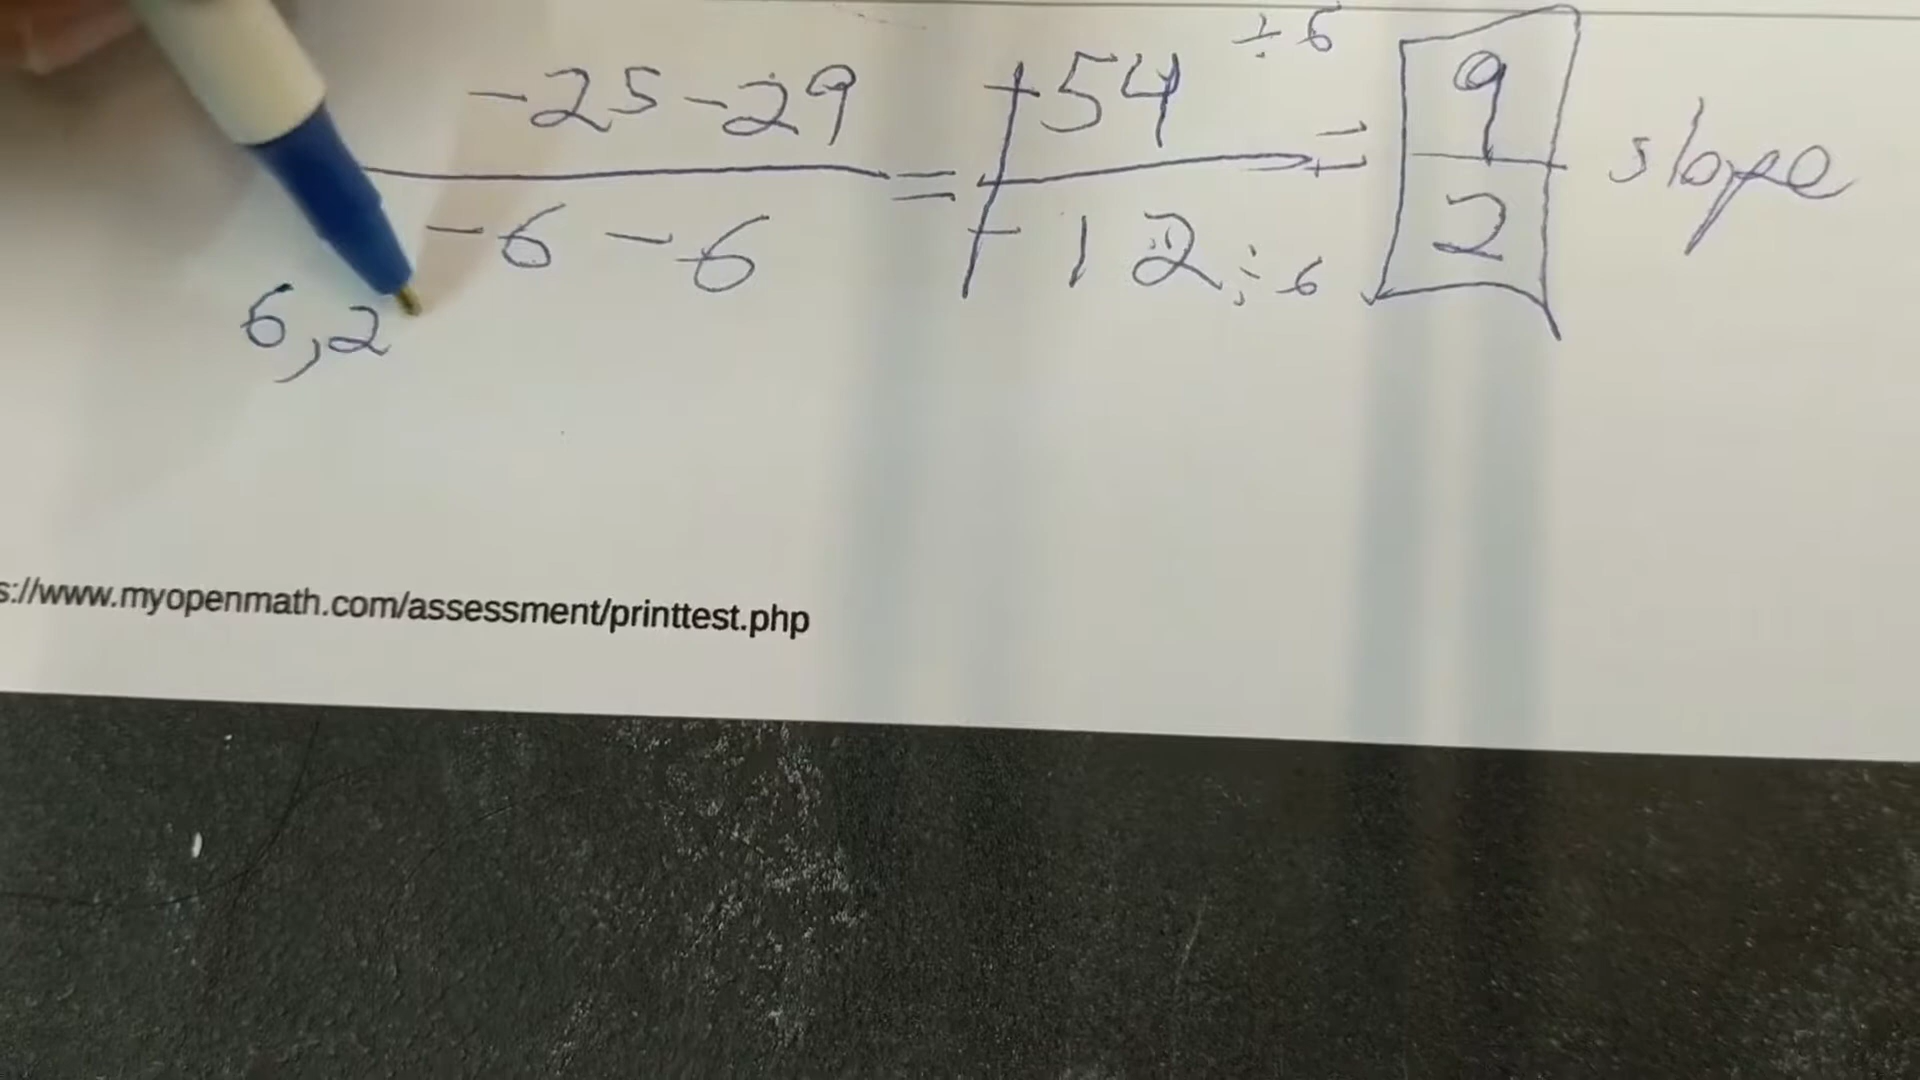 -25-29 = +54 ÷6 = 9 slope
-6-6 -12 ÷6 2
6,2
s://www.myopenmath.com/assessment/printtest.php